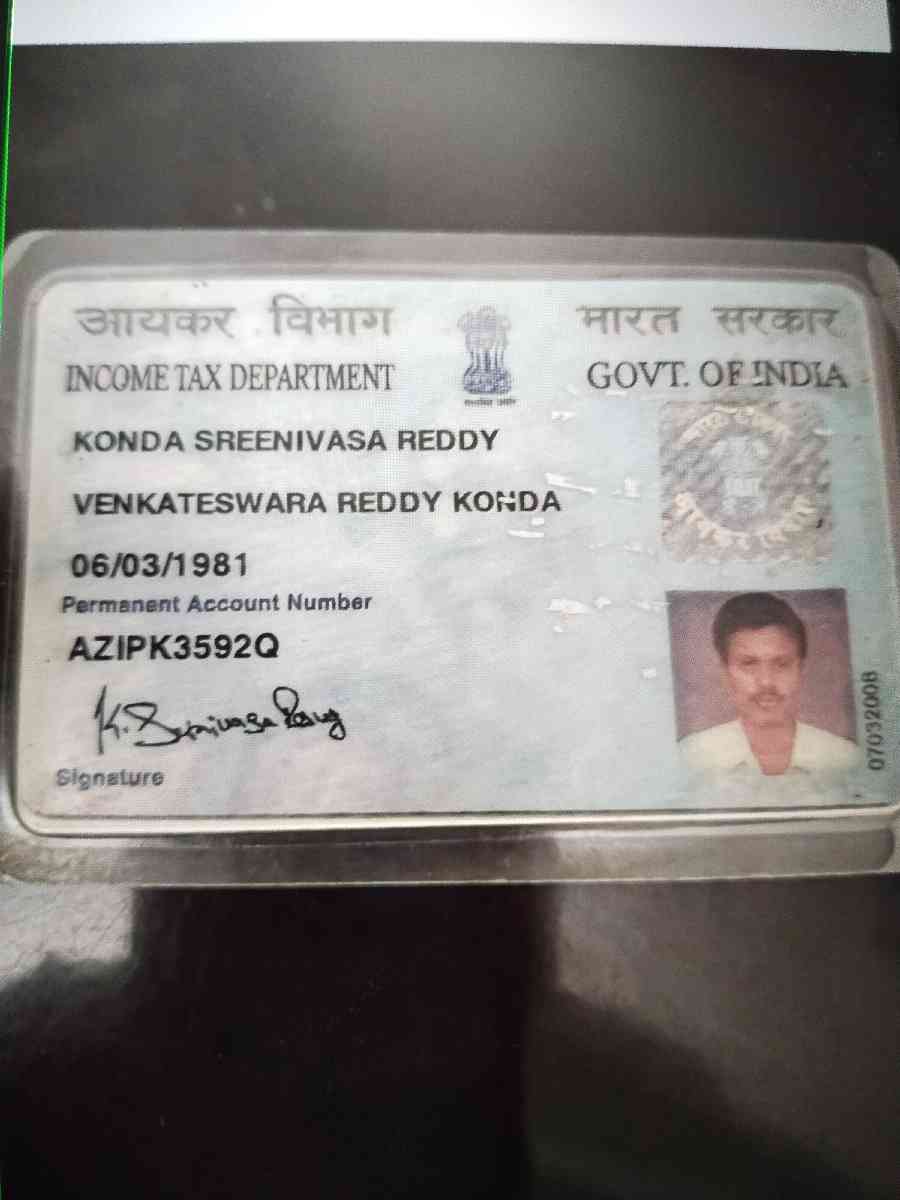 आयकर विभाग
भारत सरकार
INCOME TAX DEPARTMENT
GOVT. OF INDIA
KONDA SREENIVASA REDDY
VENKATESWARA REDDY KONDA
06/03/1981
Permanent Account Number
AZIPK3592Q
07032008
Signature